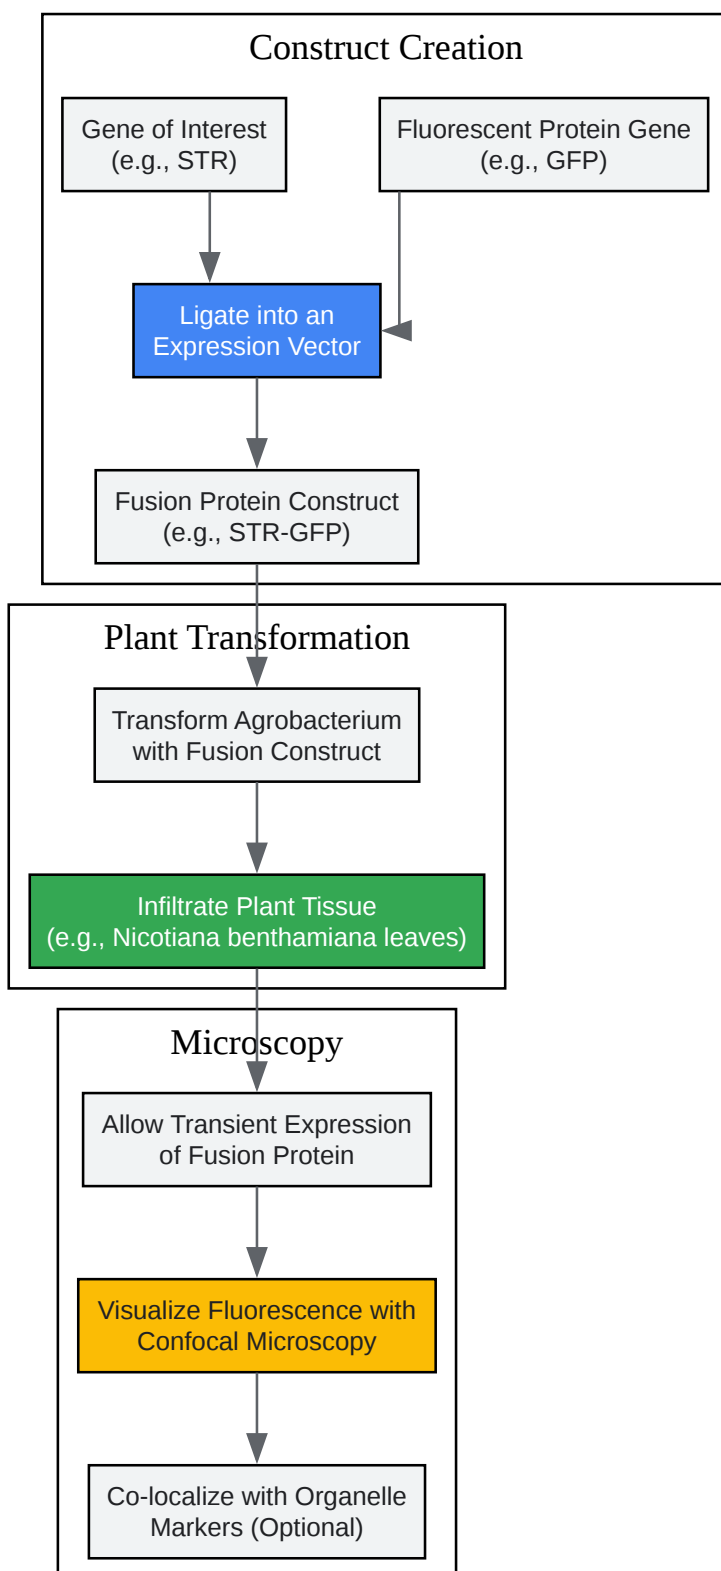 Construct Creation
Gene of Interest
(e.g., STR)
Fluorescent Protein Gene
(e.g., GFP)
Ligate into an
Expression Vector
Fusion Protein Construct
(e.g., STR-GFP)
Plant Transformation
Transform Agrobacterium
with Fusion Construct
Infiltrate Plant Tissue
(e.g., Nicotiana benthamiana leaves)
Microscopy
Allow Transient Expression
of Fusion Protein
Visualize Fluorescence with
Confocal Microscopy
Co-localize with Organelle
Markers (Optional)